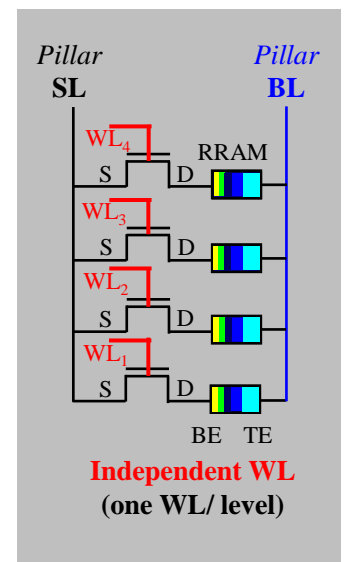 Pillar Pillar
SL BL
WL₄
RRAM
S D
WL₃
S D
WL₂
S D
WL₁
S D
BE TE
Independent WL
(one WL/ level)